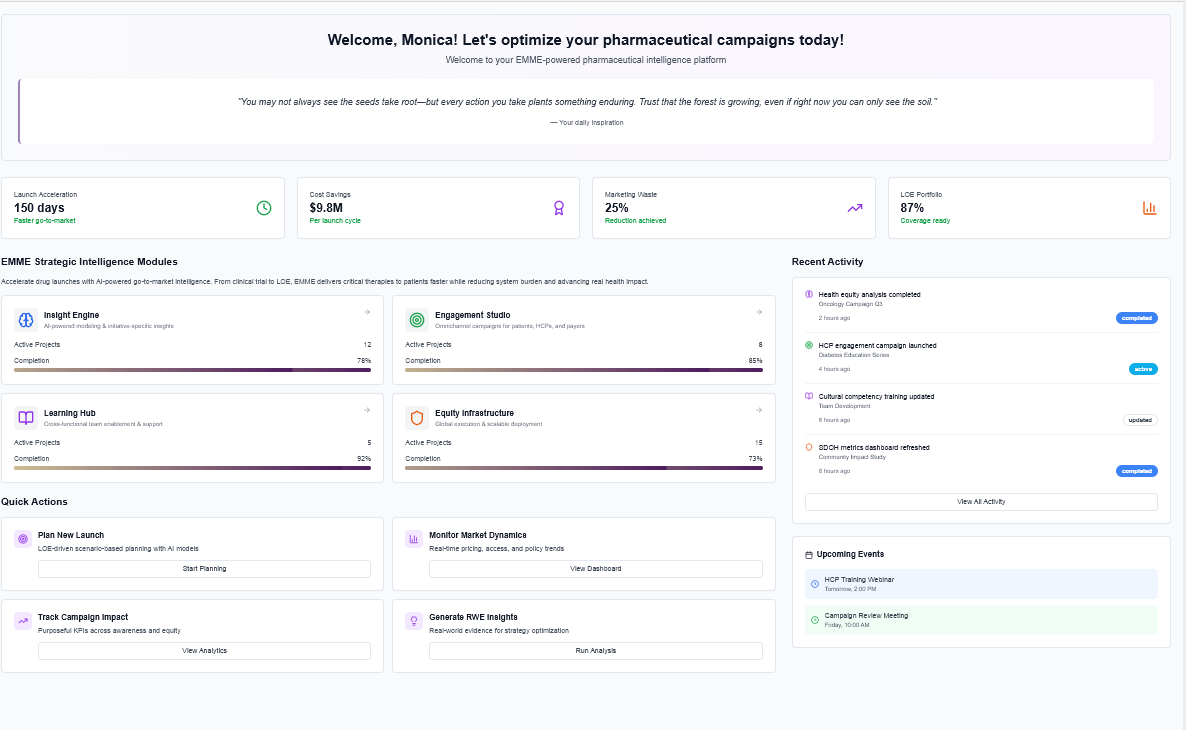 Welcome, Monica! Let's optimize your pharmaceutical campaigns today!
Welcome to your EMME-powered pharmaceutical intelligence platform
"You may not always see the seeds take root—but every action you take plants something enduring. Trust that the forest is growing, even if right now you can only see the soil."
— Your daily inspiration
Launch Acceleration
150 days
Faster go-to-market
Cost Savings
$9.8M
Per launch cycle
Marketing Waste
25%
Reduction achieved
LOE Portfolio
87%
Coverage ready
EMME Strategic Intelligence Modules
Accelerate drug launches with AI-powered go-to-market intelligence. From clinical trial to LOE, EMME delivers critical therapies to patients faster while reducing system burden and advancing real health impact.
Insight Engine
AI-powered modeling & initiative-specific insights
Active Projects 12
Completion 78%
Engagement Studio
Omnichannel campaigns for patients, HCPs, and payers
Active Projects 8
Completion 85%
Learning Hub
Cross-functional team enablement & support
Active Projects 5
Completion 92%
Equity Infrastructure
Global execution & scalable deployment
Active Projects 15
Completion 73%
Quick Actions
Plan New Launch
LOE-driven scenario-based planning with AI models
Start Planning
Monitor Market Dynamics
Real-time pricing, access, and policy trends
View Dashboard
Track Campaign Impact
Purposeful KPIs across awareness and equity
View Analytics
Generate RWE Insights
Real-world evidence for strategy optimization
Run Analysis
Recent Activity
Health equity analysis completed
Oncology Campaign Q3
2 hours ago completed
HCP engagement campaign launched
Diabetes Education Series
4 hours ago active
Cultural competency training updated
Team Development
6 hours ago updated
SDOH metrics dashboard refreshed
Community Impact Study
8 hours ago completed
View All Activity
Upcoming Events
HCP Training Webinar
Tomorrow, 2:00 PM
Campaign Review Meeting
Friday, 10:00 AM